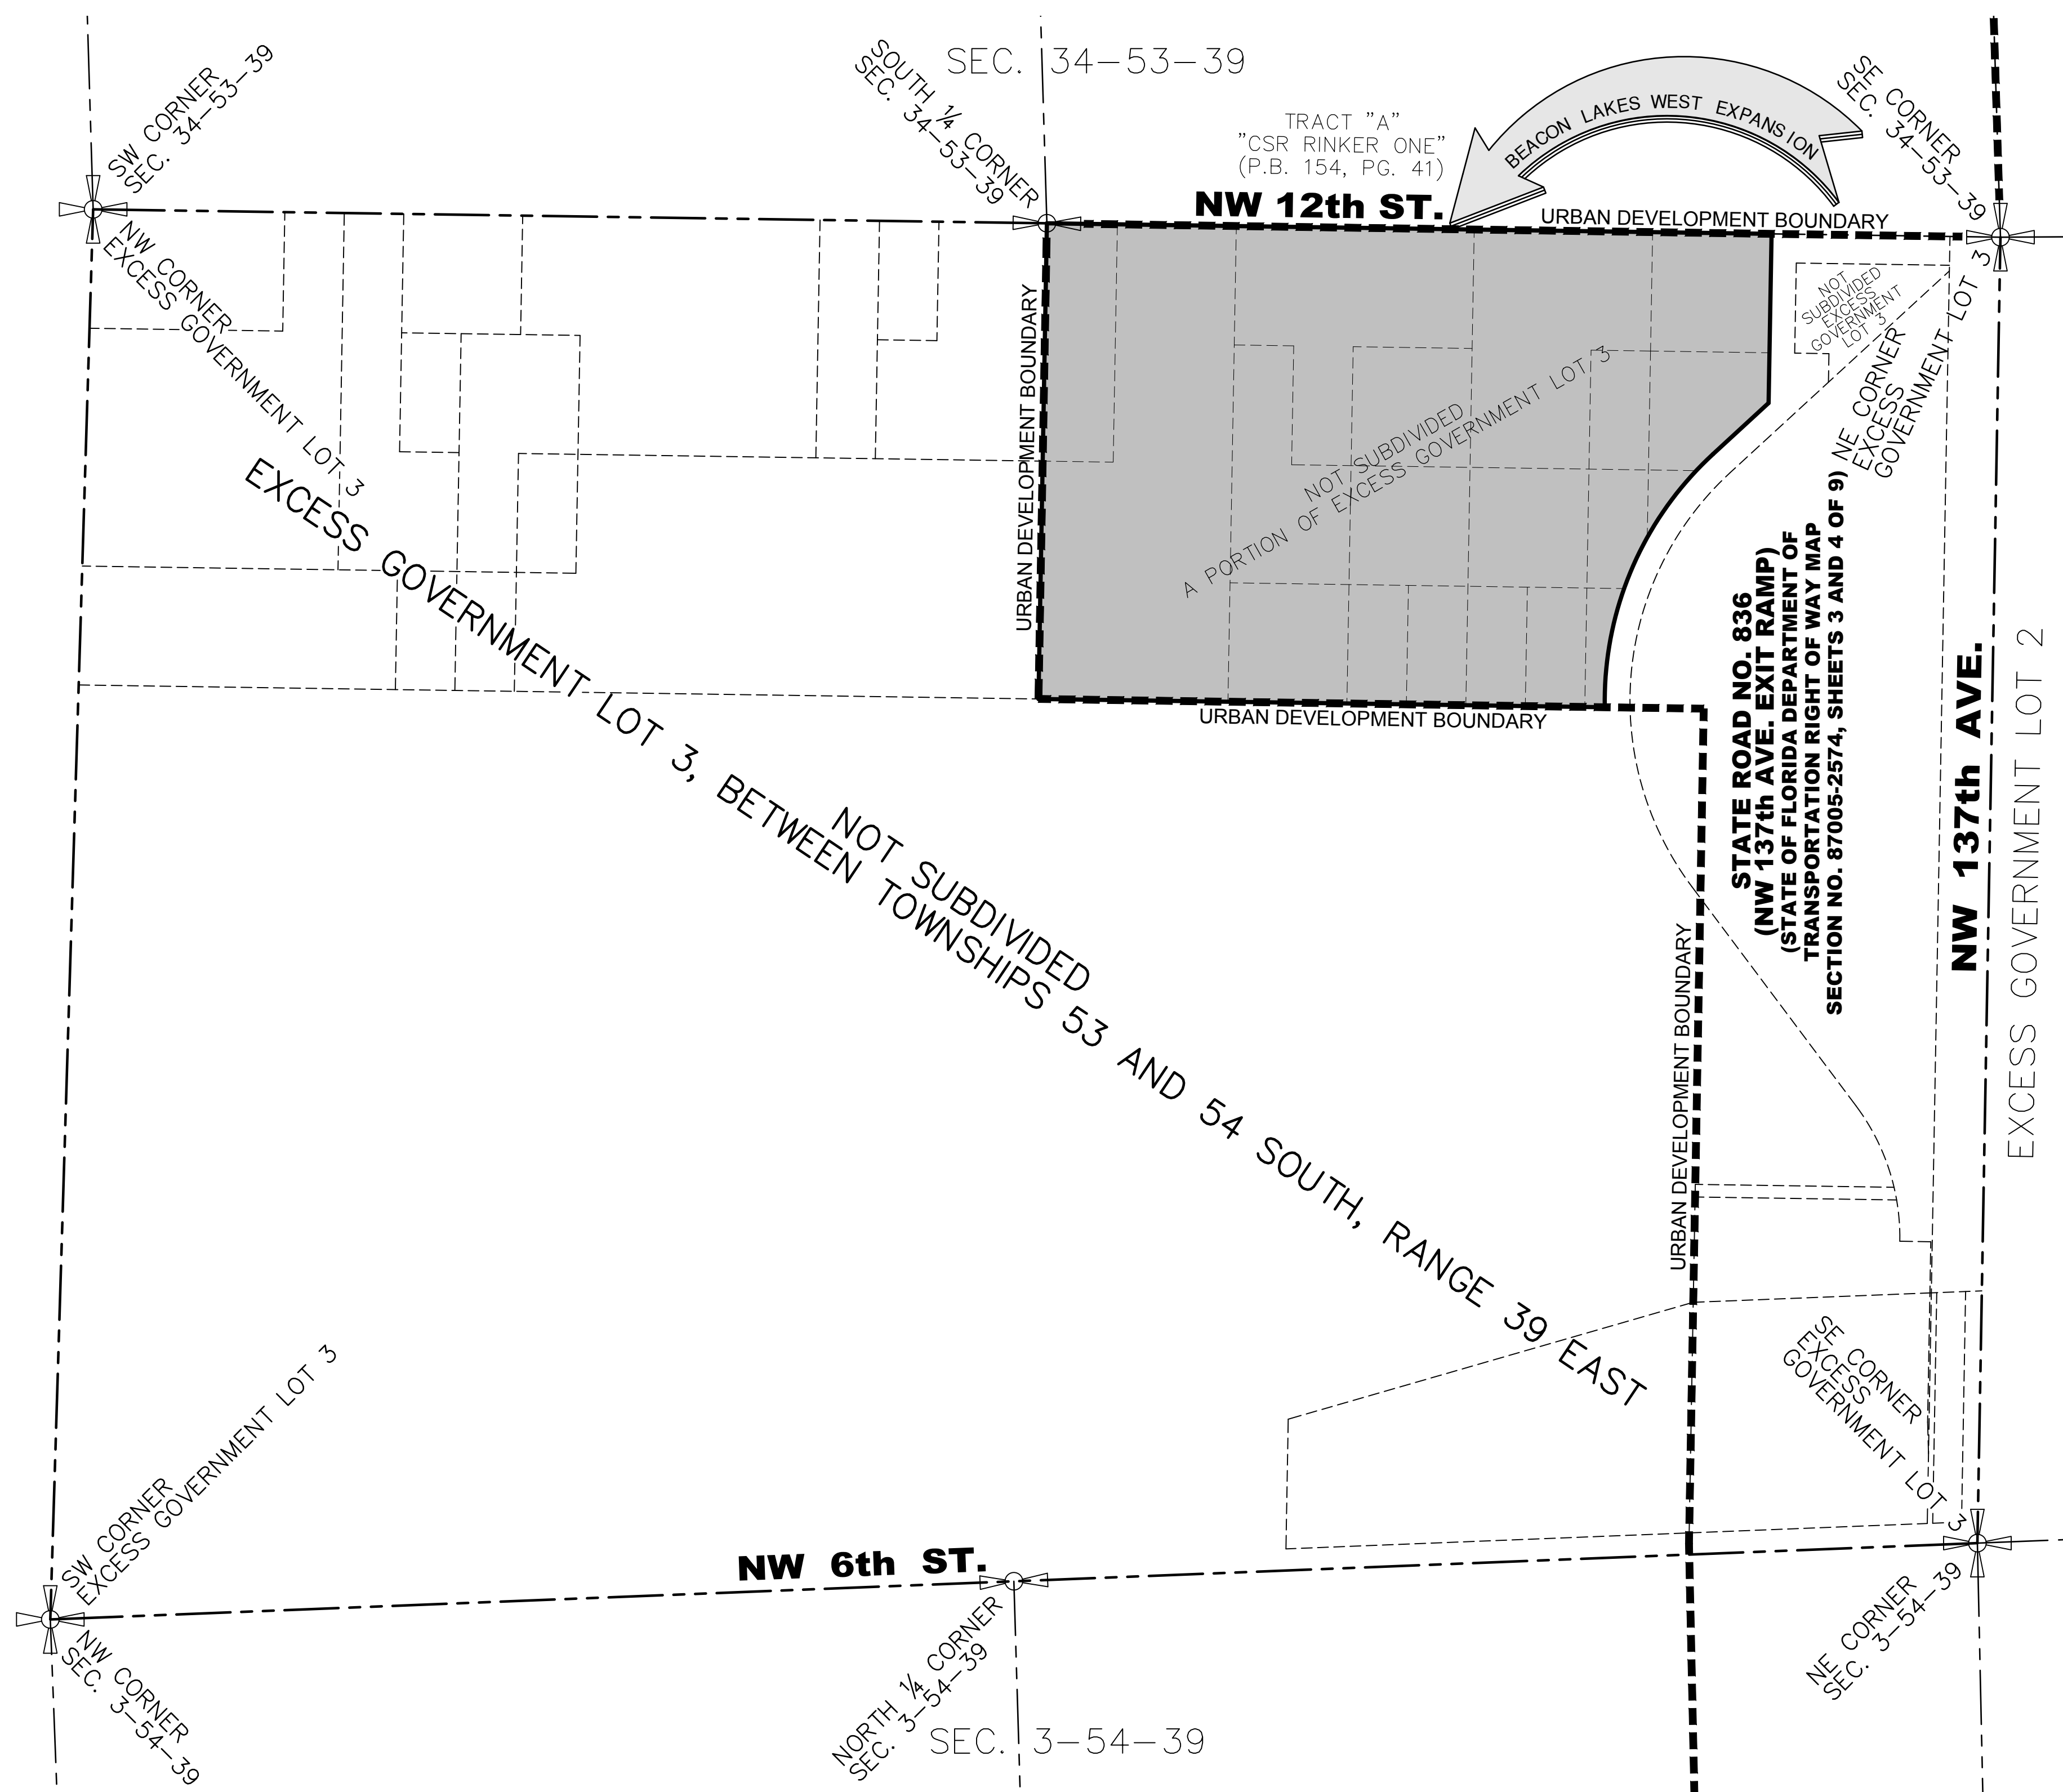 SEC. 34–53–39
SW CORNER
SEC. 34–53–39
SOUTH ¼ CORNER
SEC. 34–53–39
TRACT "A"
"CSR RINKER ONE"
(P.B. 154, PG. 41)
BEACON LAKES WEST EXPANSION
SE CORNER
SEC. 34–53–39
NW 12th ST.
URBAN DEVELOPMENT BOUNDARY
NW CORNER
EXCESS GOVERNMENT LOT 3
URBAN DEVELOPMENT BOUNDARY
NOT SUBDIVIDED
A PORTION OF EXCESS GOVERNMENT LOT 3
NOT
SUBDIVIDED
EXCESS
GOVERNMENT
LOT 3
NE CORNER
EXCESS
GOVERNMENT LOT 3
URBAN DEVELOPMENT BOUNDARY
STATE ROAD NO. 836
(NW 137th AVE. EXIT RAMP)
(STATE OF FLORIDA DEPARTMENT OF
TRANSPORTATION RIGHT OF WAY MAP
SECTION NO. 87005-2574, SHEETS 3 AND 4 OF 9)
NW 137th AVE.
EXCESS GOVERNMENT LOT 2
NOT SUBDIVIDED
EXCESS GOVERNMENT LOT 3, BETWEEN TOWNSHIPS 53 AND 54 SOUTH, RANGE 39 EAST
URBAN DEVELOPMENT BOUNDARY
SE CORNER
EXCESS
GOVERNMENT LOT 3
SW CORNER
EXCESS GOVERNMENT LOT 3
NW 6th ST.
NW CORNER
SEC. 3–54–39
NORTH ¼ CORNER
SEC. 3–54–39
SEC. 3–54–39
NE CORNER
SEC. 3–54–39